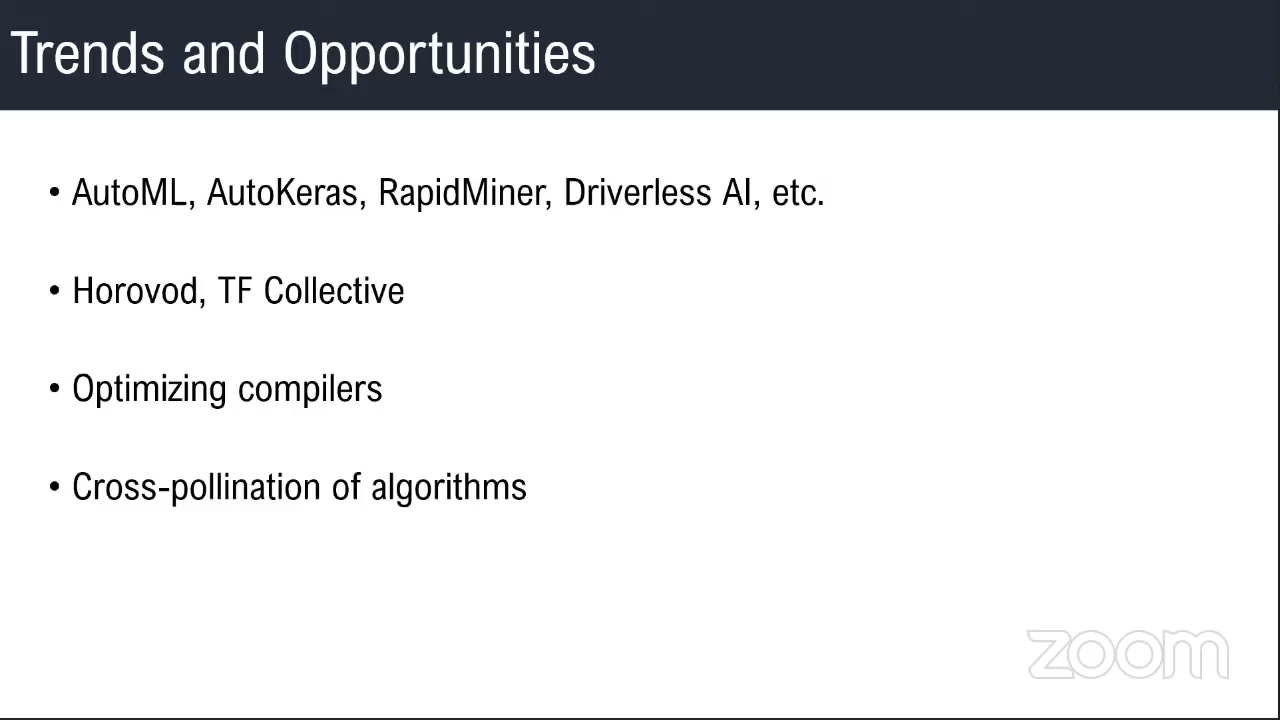 Trends and Opportunities
• AutoML, AutoKeras, RapidMiner, Driverless AI, etc.
• Horovod, TF Collective
• Optimizing compilers
• Cross-pollination of algorithms
zoom